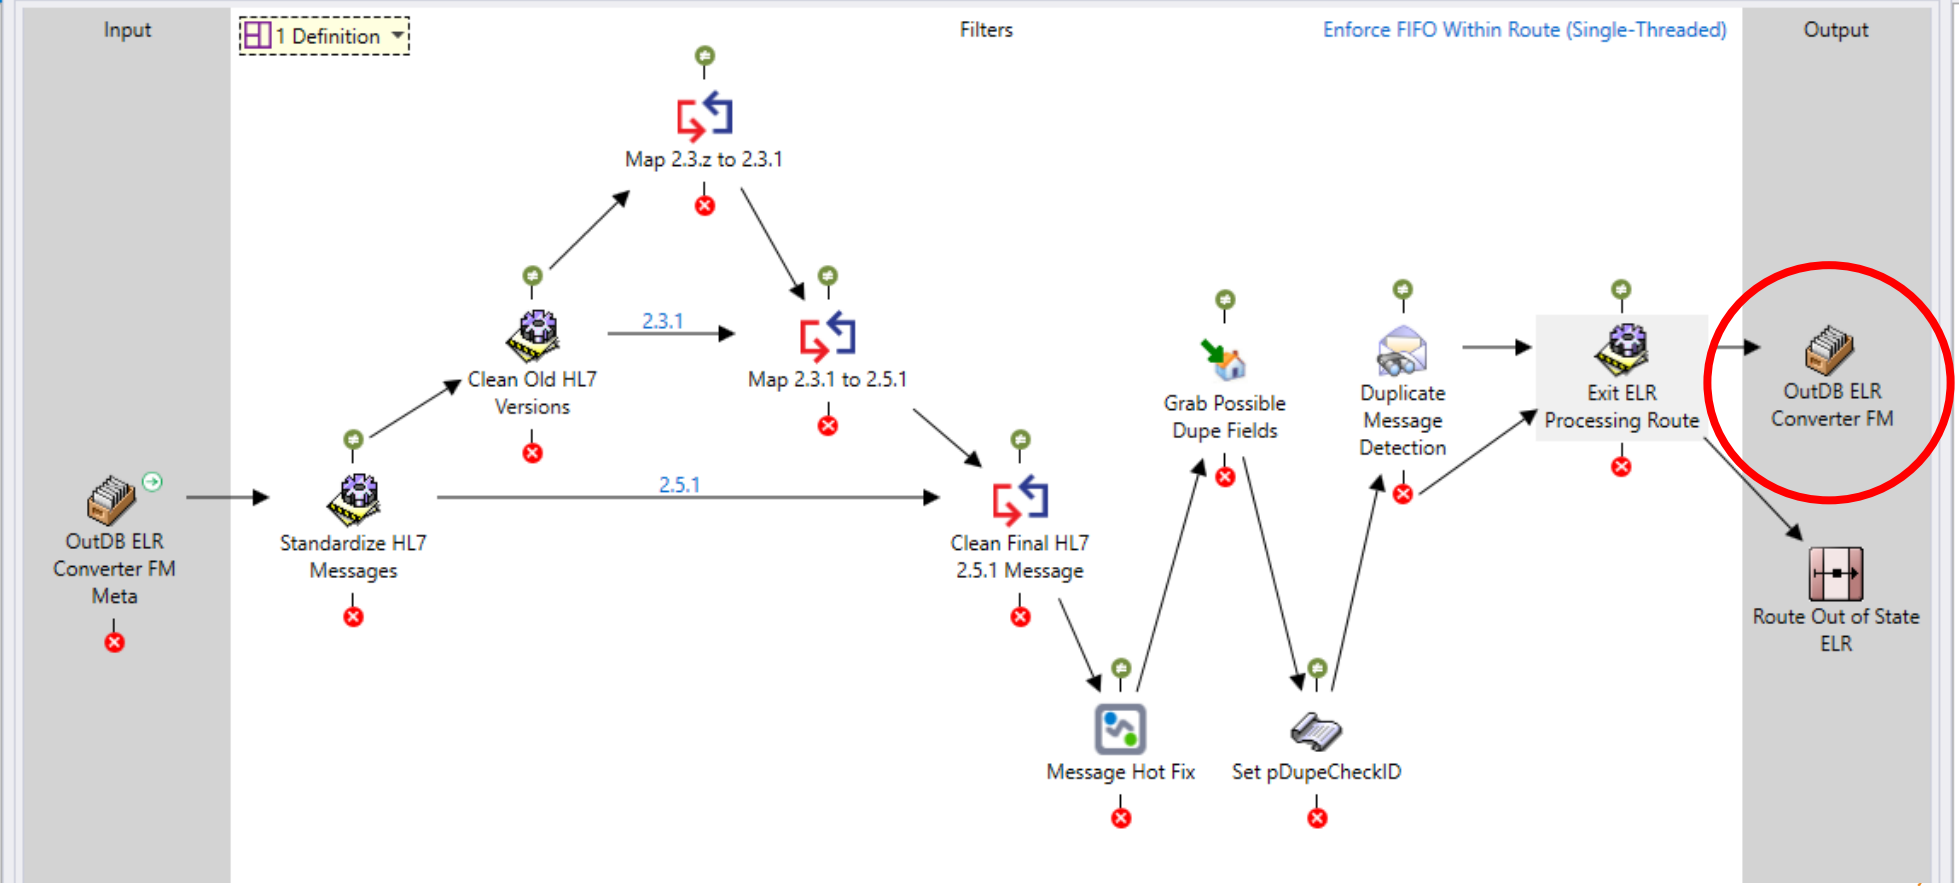 Input
1 Definition
Filters
Enforce FIFO Within Route (Single-Threaded)
Output
Map 2.3.z to 2.3.1
2.3.1
Clean Old HL7
Versions
Map 2.3.1 to 2.5.1
Grab Possible
Dupe Fields
Duplicate
Message
Detection
Exit ELR
Processing Route
OutDB ELR
Converter FM
OutDB ELR
Converter FM
Meta
Standardize HL7
Messages
2.5.1
Clean Final HL7
2.5.1 Message
Route Out of State
ELR
Message Hot Fix
Set pDupeCheckID